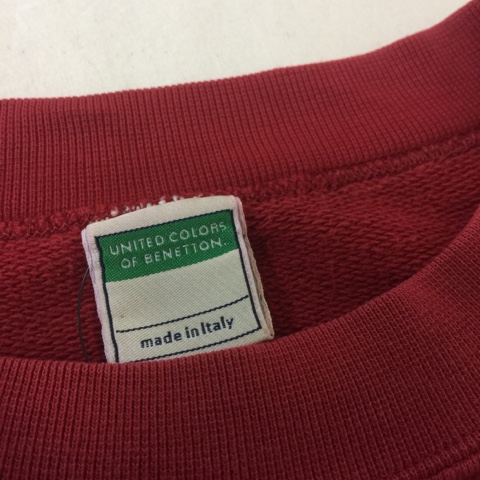 UNITED COLORS
OF BENETTON.
made in Italy